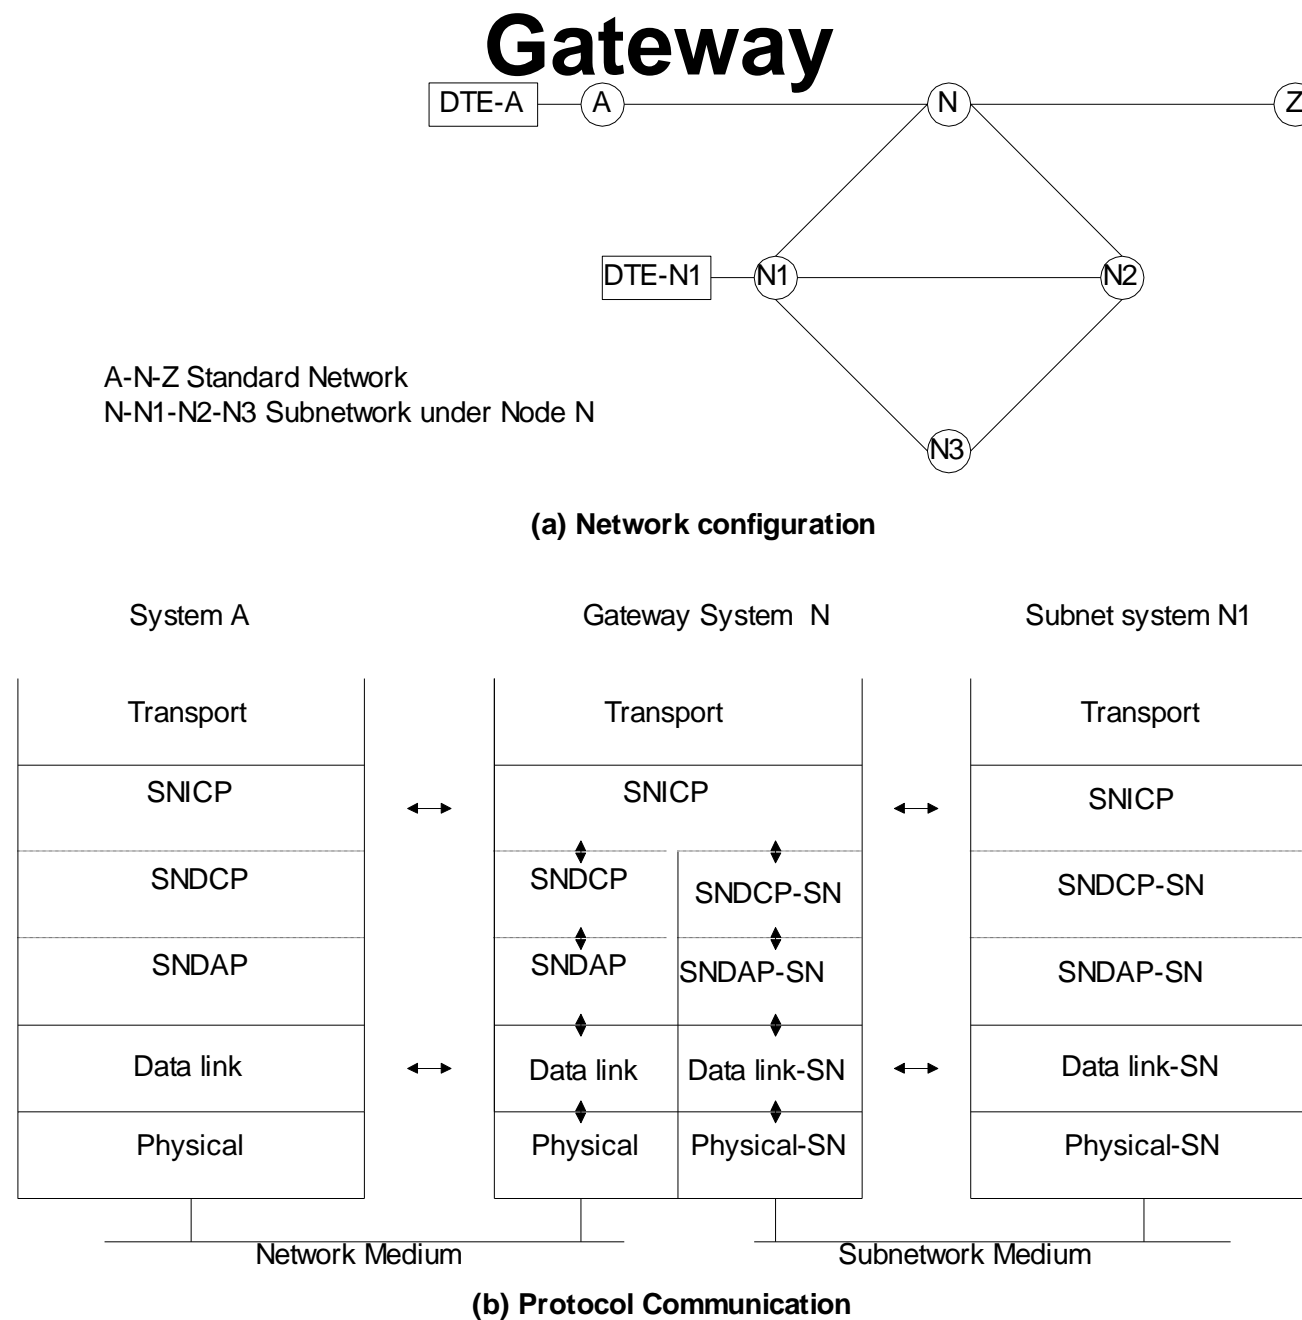 Gateway
DTE-A A N Z
DTE-N1 N1 N2
A-N-Z Standard Network
N-N1-N2-N3 Subnetwork under Node N
N3
(a) Network configuration
System A Gateway System N Subnet system N1
Transport Transport Transport
SNICP SNICP SNICP
SNDCP SNDCP SNDCP-SN SNDCP-SN
SNDAP SNDAP SNDAP-SN SNDAP-SN
Data link Data link Data link-SN Data link-SN
Physical Physical Physical-SN Physical-SN
Network Medium Subnetwork Medium
(b) Protocol Communication